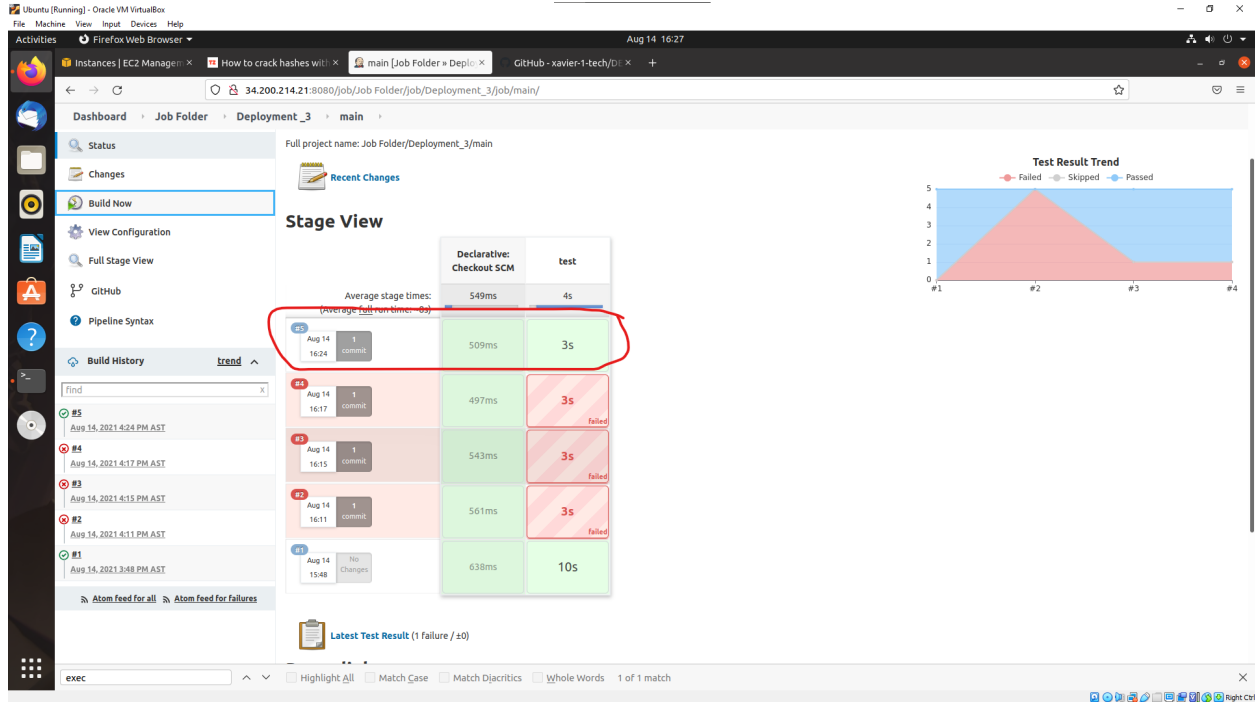 Ubuntu [Running] - Oracle VM VirtualBox
File Machine View Input Devices Help
Activities Firefox Web Browser Aug 14 16:27
Instances | EC2 Managem × How to crack hashes with × main [Job Folder » Deplo × GitHub - xavier-1-tech/DE × +
34.200.214.21:8080/job/Job Folder/job/Deployment_3/job/main/
Dashboard Job Folder Deployment _3 main
Status
Changes
Build Now
View Configuration
Full Stage View
GitHub
Pipeline Syntax
Build History trend
find x
#5
Aug 14, 2021 4:24 PM AST
#4
Aug 14, 2021 4:17 PM AST
#3
Aug 14, 2021 4:15 PM AST
#2
Aug 14, 2021 4:11 PM AST
#1
Aug 14, 2021 3:48 PM AST
Atom feed for all Atom feed for failures
Full project name: Job Folder/Deployment_3/main
Recent Changes
Stage View
Declarative:
Checkout SCM
test
Average stage times: 549ms 4s
(Average full run time: ~8s)
#5
Aug 14 1
16:24 commit
509ms 3s
#4
Aug 14 1
16:17 commit
497ms 3s
failed
#3
Aug 14 1
16:15 commit
543ms 3s
failed
#2
Aug 14 1
16:11 commit
561ms 3s
failed
#1
Aug 14 No
15:48 Changes
638ms 10s
Latest Test Result (1 failure / ±0)
Test Result Trend
Failed Skipped Passed
5
4
3
2
1
0
#1 #2 #3 #4
exec Highlight All Match Case Match Diacritics Whole Words 1 of 1 match
Right Ctrl